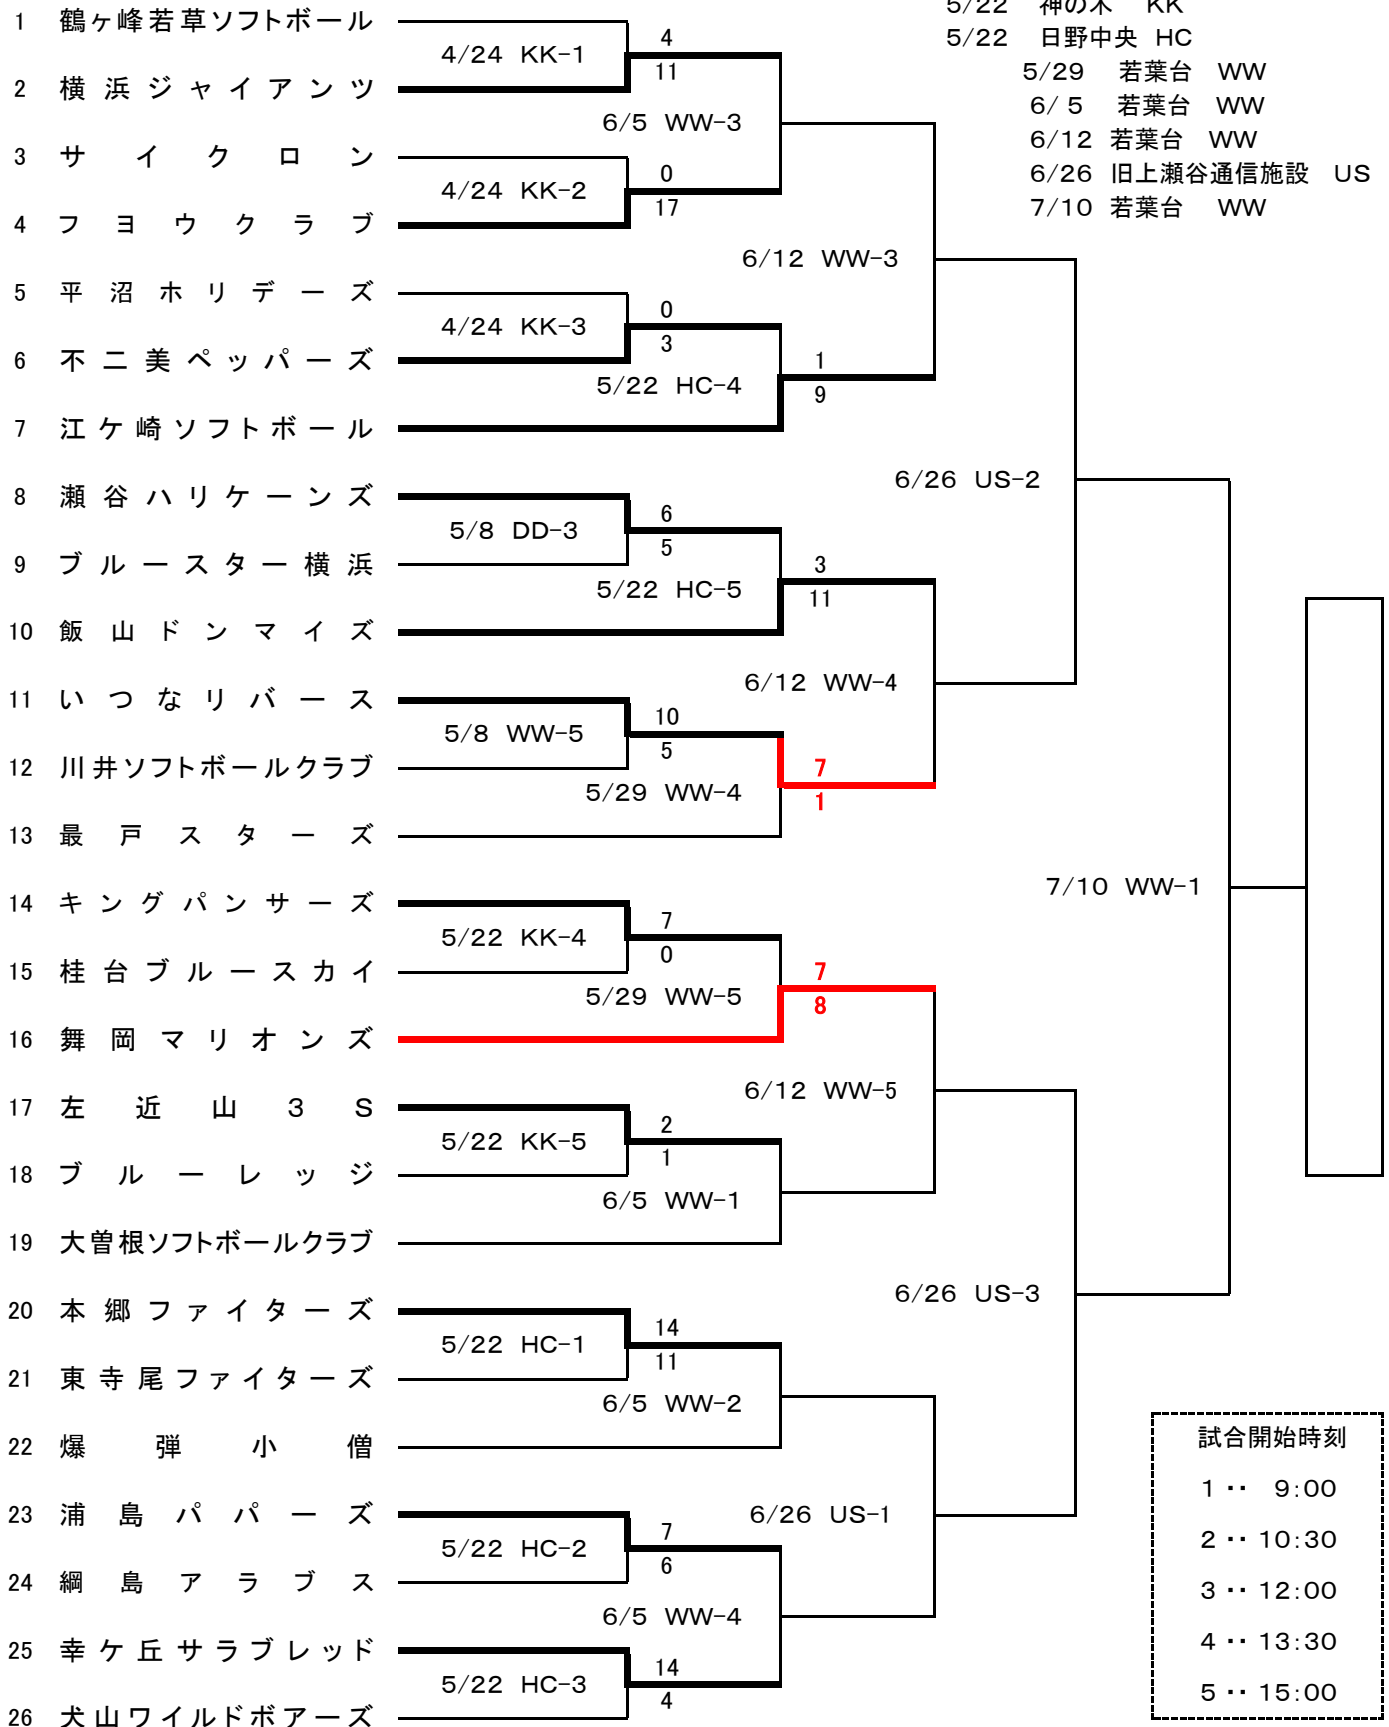 5/22 神の木 KK
1 鶴ヶ峰若草ソフトボール
4
5/22 日野中央 HC
4/24 KK-1
11
5/29 若葉台 WW
2 横浜ジャイアンツ
6/5 若葉台 WW
6/5 WW-3
6/12 若葉台 WW
3 サイクロン
0
6/26 旧上瀬谷通信施設 US
4/24 KK-2
17
7/10 若葉台 WW
4 フヨウクラブ
6/12 WW-3
5 平沼ホリデーズ
0
4/24 KK-3
3
6 不二美ペッパーズ
1
5/22 HC-4
9
7 江ケ崎ソフトボール
6/26 US-2
8 瀬谷ハリケーンズ
6
5/8 DD-3
5
9 ブルースター横浜
3
5/22 HC-5
11
10 飯山ドンマイズ
6/12 WW-4
11 いつなリバース
10
5/8 WW-5
5
12 川井ソフトボールクラブ
7
5/29 WW-4
1
13 最戸スターズ
7/10 WW-1
14 キングパンサーズ
7
5/22 KK-4
0
15 桂台ブルースカイ
7
5/29 WW-5
8
16 舞岡マリオンズ
6/12 WW-5
17 左近山3S
2
5/22 KK-5
1
18 ブルーレッジ
6/5 WW-1
19 大曽根ソフトボールクラブ
6/26 US-3
20 本郷ファイターズ
14
5/22 HC-1
11
21 東寺尾ファイターズ
6/5 WW-2
22 爆弾小僧
試合開始時刻
1・・ 9:00
23 浦島パパーズ
6/26 US-1
7
5/22 HC-2
6
2・・10:30
24 綱島アラブス
3・・12:00
6/5 WW-4
25 幸ケ丘サラブレッド
4・・13:30
14
5/22 HC-3
4
5・・15:00
26 犬山ワイルドボアーズ